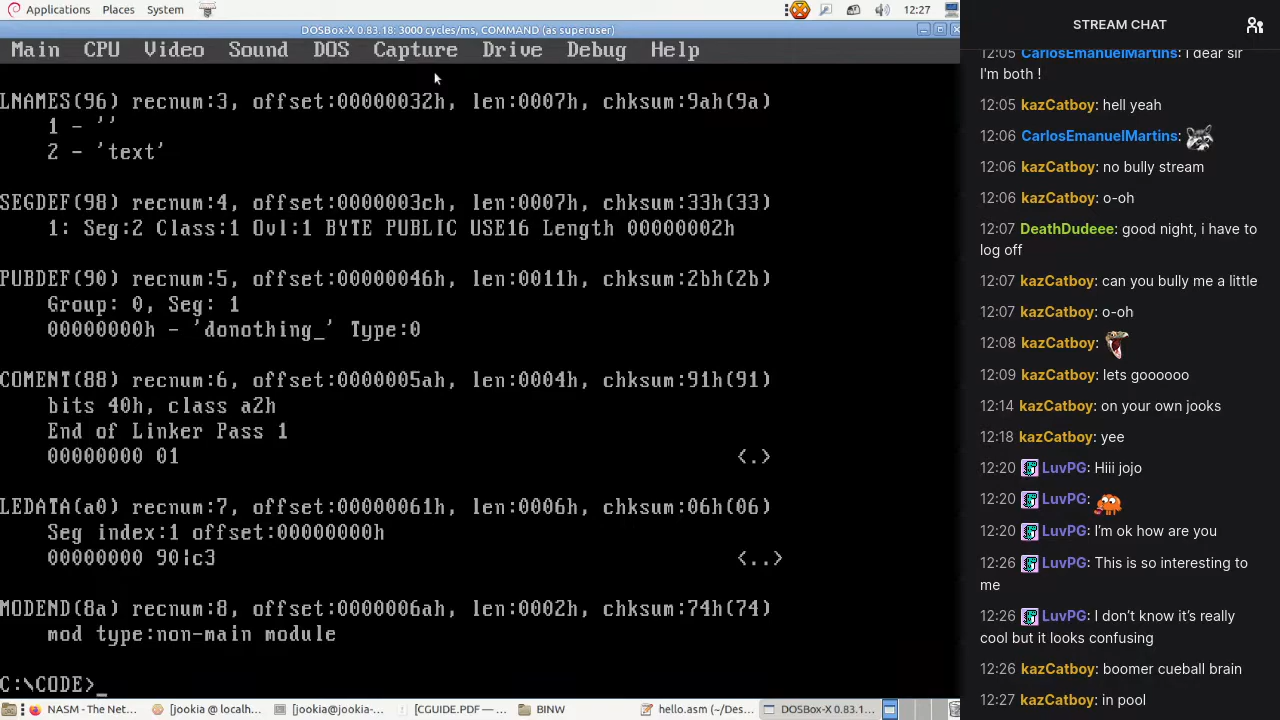 Applications Places System 12:27
DOSBox-X 0.83.18: 3000 cycles/ms, COMMAND (as superuser)
Main CPU Video Sound DOS Capture Drive Debug Help
LNAMES(96) recnum:3, offset:00000032h, len:0007h, chksum:9ah(9a)
1 - ''
2 - 'text'
SEGDEF(98) recnum:4, offset:0000003ch, len:0007h, chksum:33h(33)
1: Seg:2 Class:1 Ovl:1 BYTE PUBLIC USE16 Length 00000002h
PUBDEF(90) recnum:5, offset:00000046h, len:0011h, chksum:2bh(2b)
Group: 0, Seg: 1
00000000h - 'donothing_' Type:0
COMENT(88) recnum:6, offset:0000005ah, len:0004h, chksum:91h(91)
bits 40h, class a2h
End of Linker Pass 1
00000000 01 <.>
LEDATA(a0) recnum:7, offset:00000061h, len:0006h, chksum:06h(06)
Seg index:1 offset:00000000h
00000000 90|c3 <..>
MODEND(8a) recnum:8, offset:0000006ah, len:0002h, chksum:74h(74)
mod type:non-main module
C:\CODE>_
NASM - The Net... [jookia @ localh... [jookia@jookia-... [CGUIDE.PDF —... BINW hello.asm (~/Des... DOSBox-X 0.83.1...
STREAM CHAT
12:05 CarlosEmanuelMartins: I dear sir
I'm both !
12:05 kazCatboy: hell yeah
12:06 CarlosEmanuelMartins:
12:06 kazCatboy: no bully stream
12:06 kazCatboy: o-oh
12:07 DeathDudeee: good night, i have to
log off
12:07 kazCatboy: can you bully me a little
12:07 kazCatboy: o-oh
12:08 kazCatboy:
12:09 kazCatboy: lets goooooo
12:14 kazCatboy: on your own jooks
12:18 kazCatboy: yee
12:20 LuvPG: Hiii jojo
12:20 LuvPG:
12:20 LuvPG: I'm ok how are you
12:26 LuvPG: This is so interesting to
me
12:26 LuvPG: I don't know it's really
cool but it looks confusing
12:26 kazCatboy: boomer cueball brain
12:27 kazCatboy: in pool